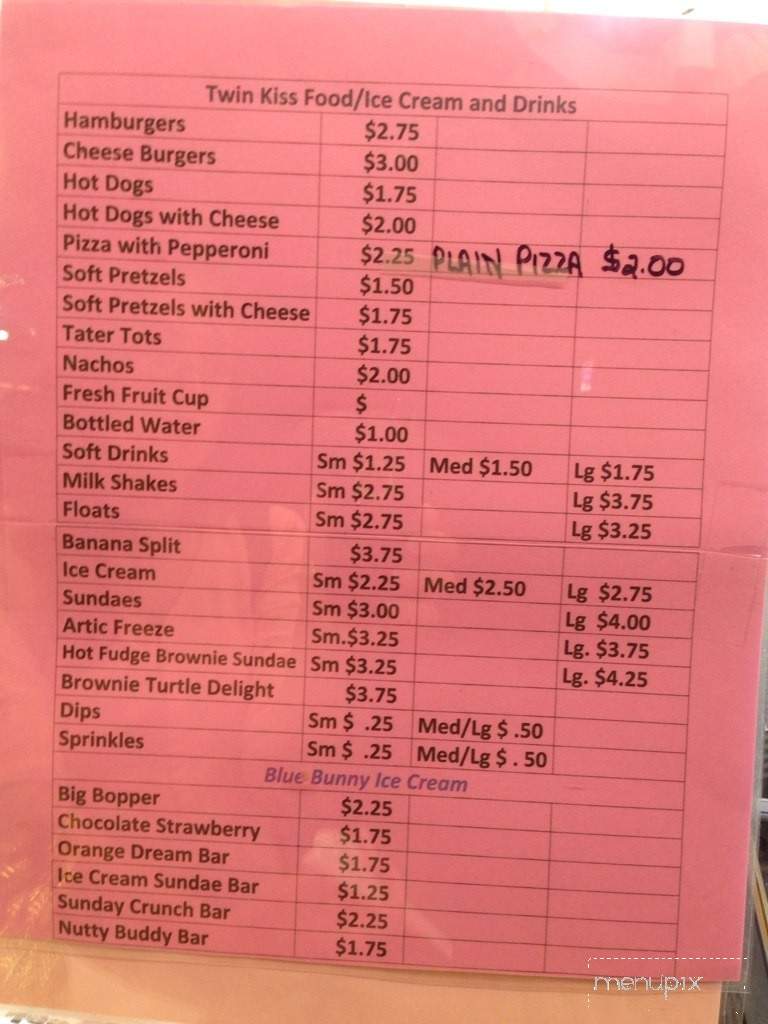 Twin Kiss Food/Ice Cream and Drinks
Hamburgers $2.75
Cheese Burgers $3.00
Hot Dogs $1.75
Hot Dogs with Cheese $2.00
Pizza with Pepperoni $2.25 PLAIN PIZZA $2.00
Soft Pretzels $1.50
Soft Pretzels with Cheese $1.75
Tater Tots $1.75
Nachos $2.00
Fresh Fruit Cup $
Bottled Water $1.00
Soft Drinks Sm $1.25 Med $1.50 Lg $1.75
Milk Shakes Sm $2.75 Lg $3.75
Floats Sm $2.75 Lg $3.25
Banana Split $3.75
Ice Cream Sm $2.25 Med $2.50 Lg $2.75
Sundaes Sm $3.00 Lg $4.00
Artic Freeze Sm.$3.25 Lg. $3.75
Hot Fudge Brownie Sundae Sm $3.25 Lg. $4.25
Brownie Turtle Delight $3.75
Dips Sm $ .25 Med/Lg $ .50
Sprinkles Sm $ .25 Med/Lg $ . 50
Blue Bunny Ice Cream
Big Bopper $2.25
Chocolate Strawberry $1.75
Orange Dream Bar $1.75
Ice Cream Sundae Bar $1.25
Sunday Crunch Bar $2.25
Nutty Buddy Bar $1.75
menupix